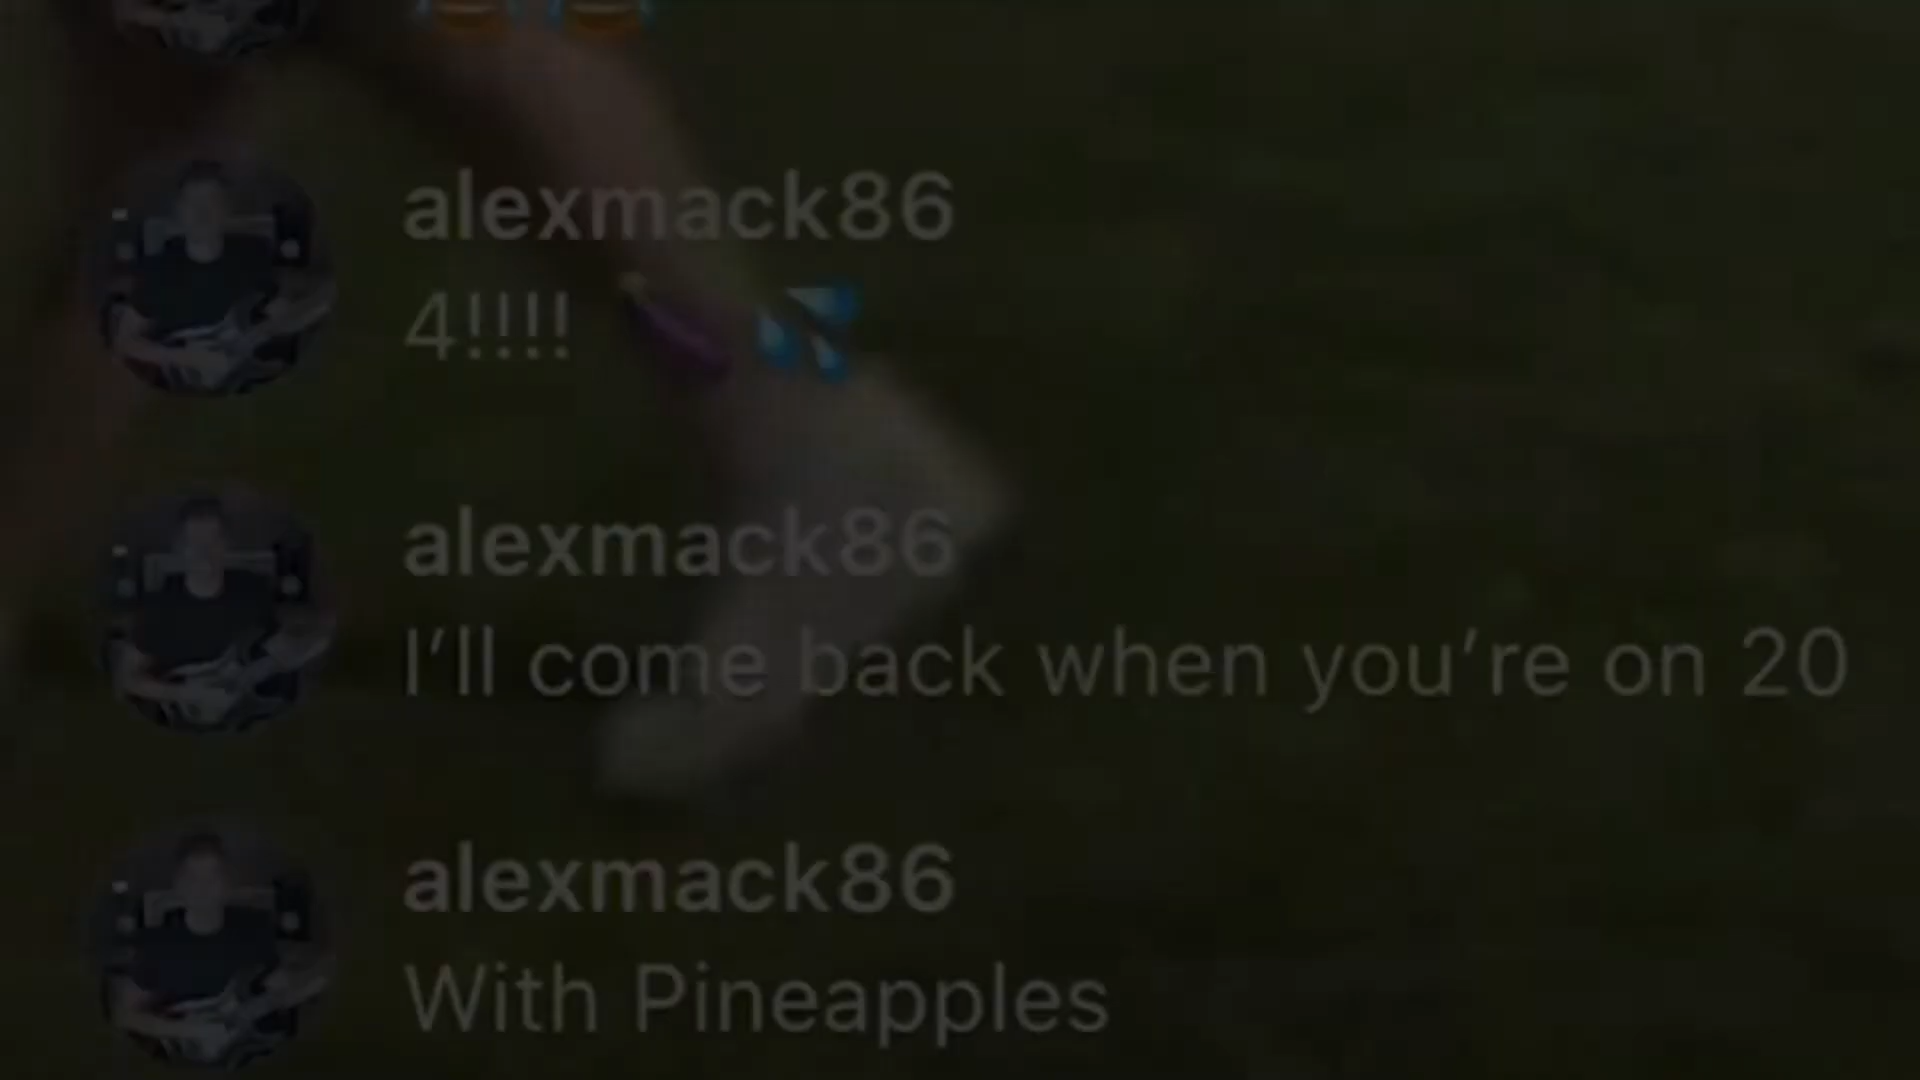 alexmack86
4!!!! 🍆 💦
alexmack86
I'll come back when you're on 20
alexmack86
With Pineapples